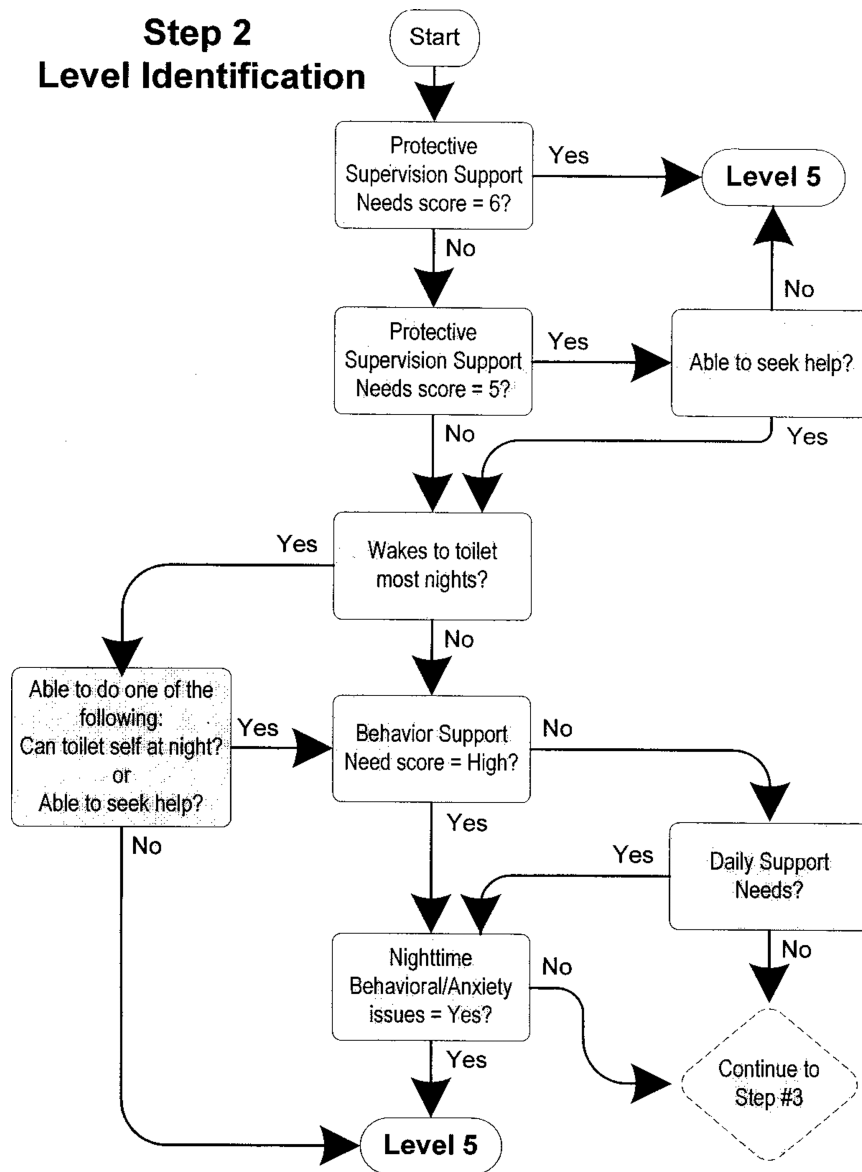 Step 2
Level Identification
Start
Protective
Supervision Support
Needs score = 6?
Yes
Level 5
No
No
Protective
Supervision Support
Needs score = 5?
Yes
Able to seek help?
No
Yes
Wakes to toilet
most nights?
Yes
No
Able to do one of the
following:
Can toilet self at night?
or
Able to seek help?
Yes
No
Behavior Support
Need score = High?
No
Yes
Daily Support
Needs?
Yes
No
Nighttime
Behavioral/Anxiety
issues = Yes?
No
Yes
Continue to
Step #3
Level 5